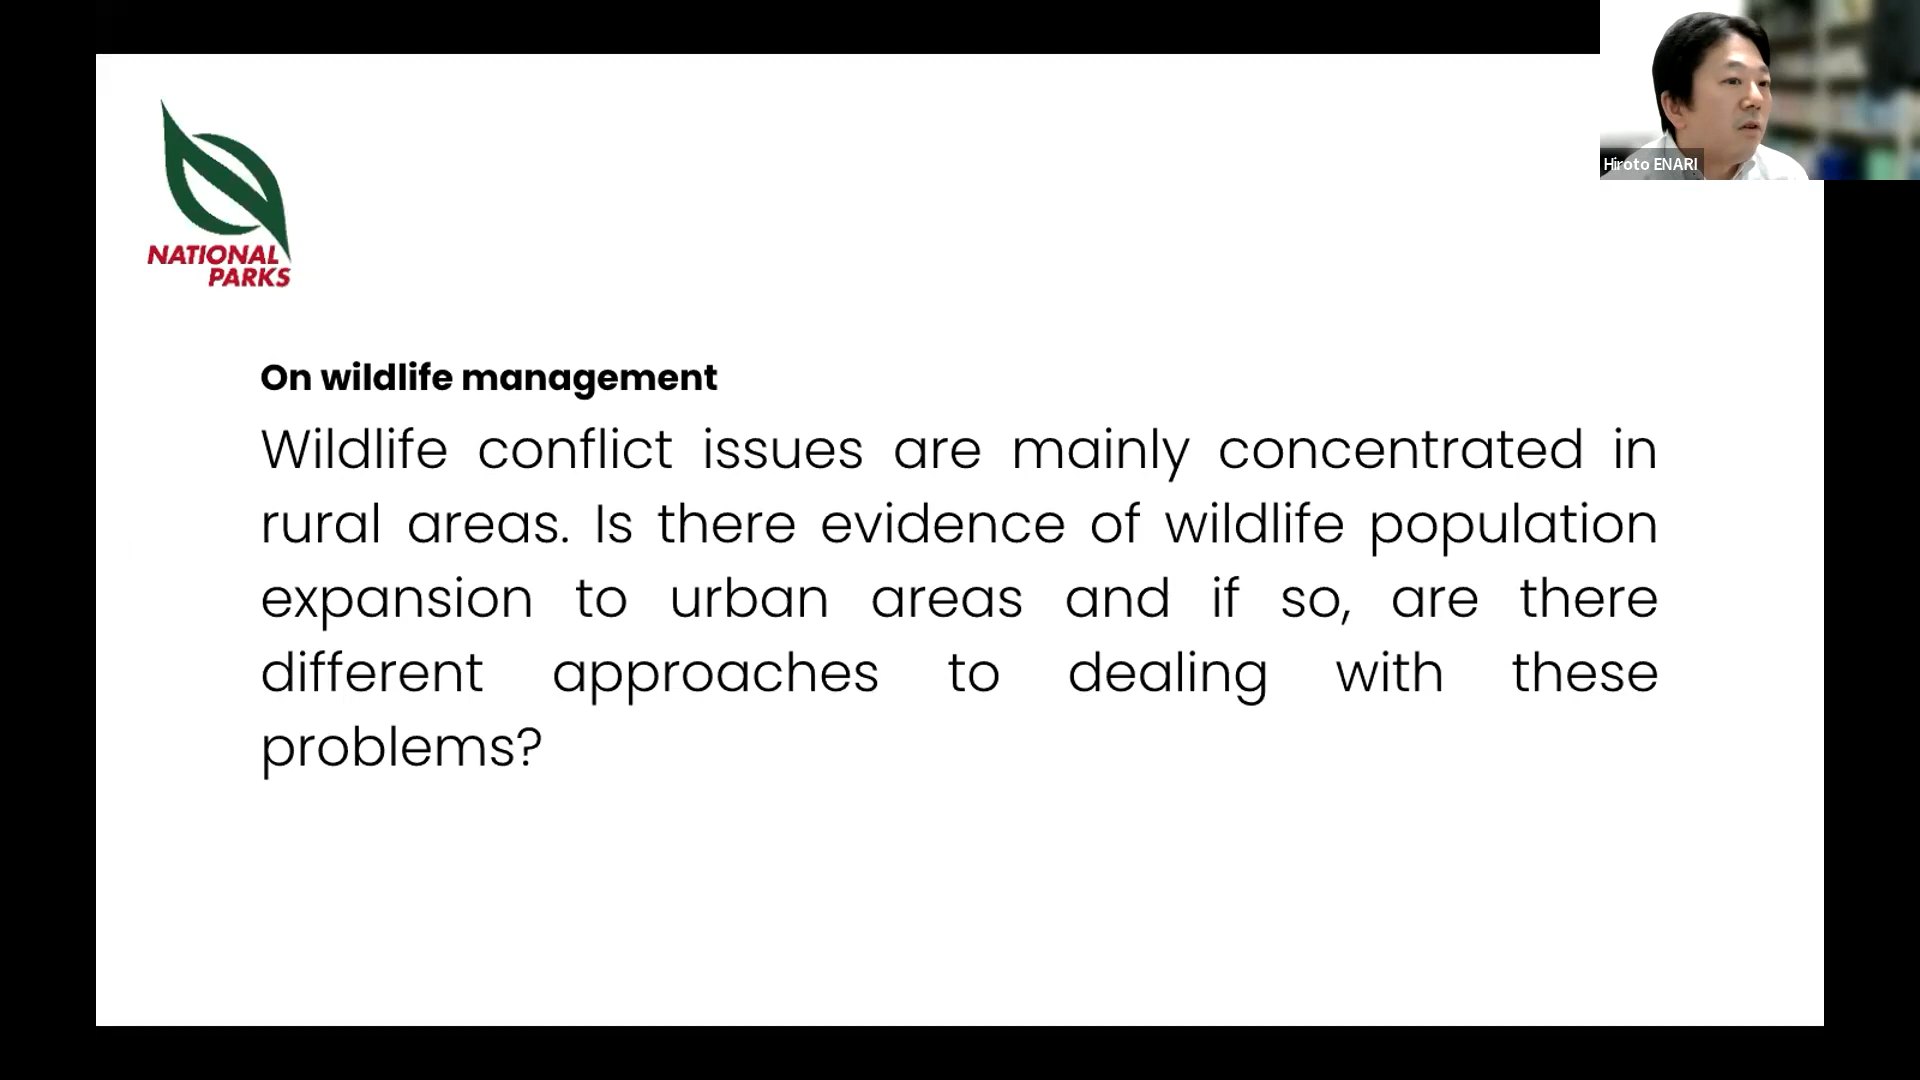 Hiroto ENARI
NATIONAL
PARKS
On wildlife management
Wildlife conflict issues are mainly concentrated in
rural areas. Is there evidence of wildlife population
expansion to urban areas and if so, are there
different approaches to dealing with these
problems?